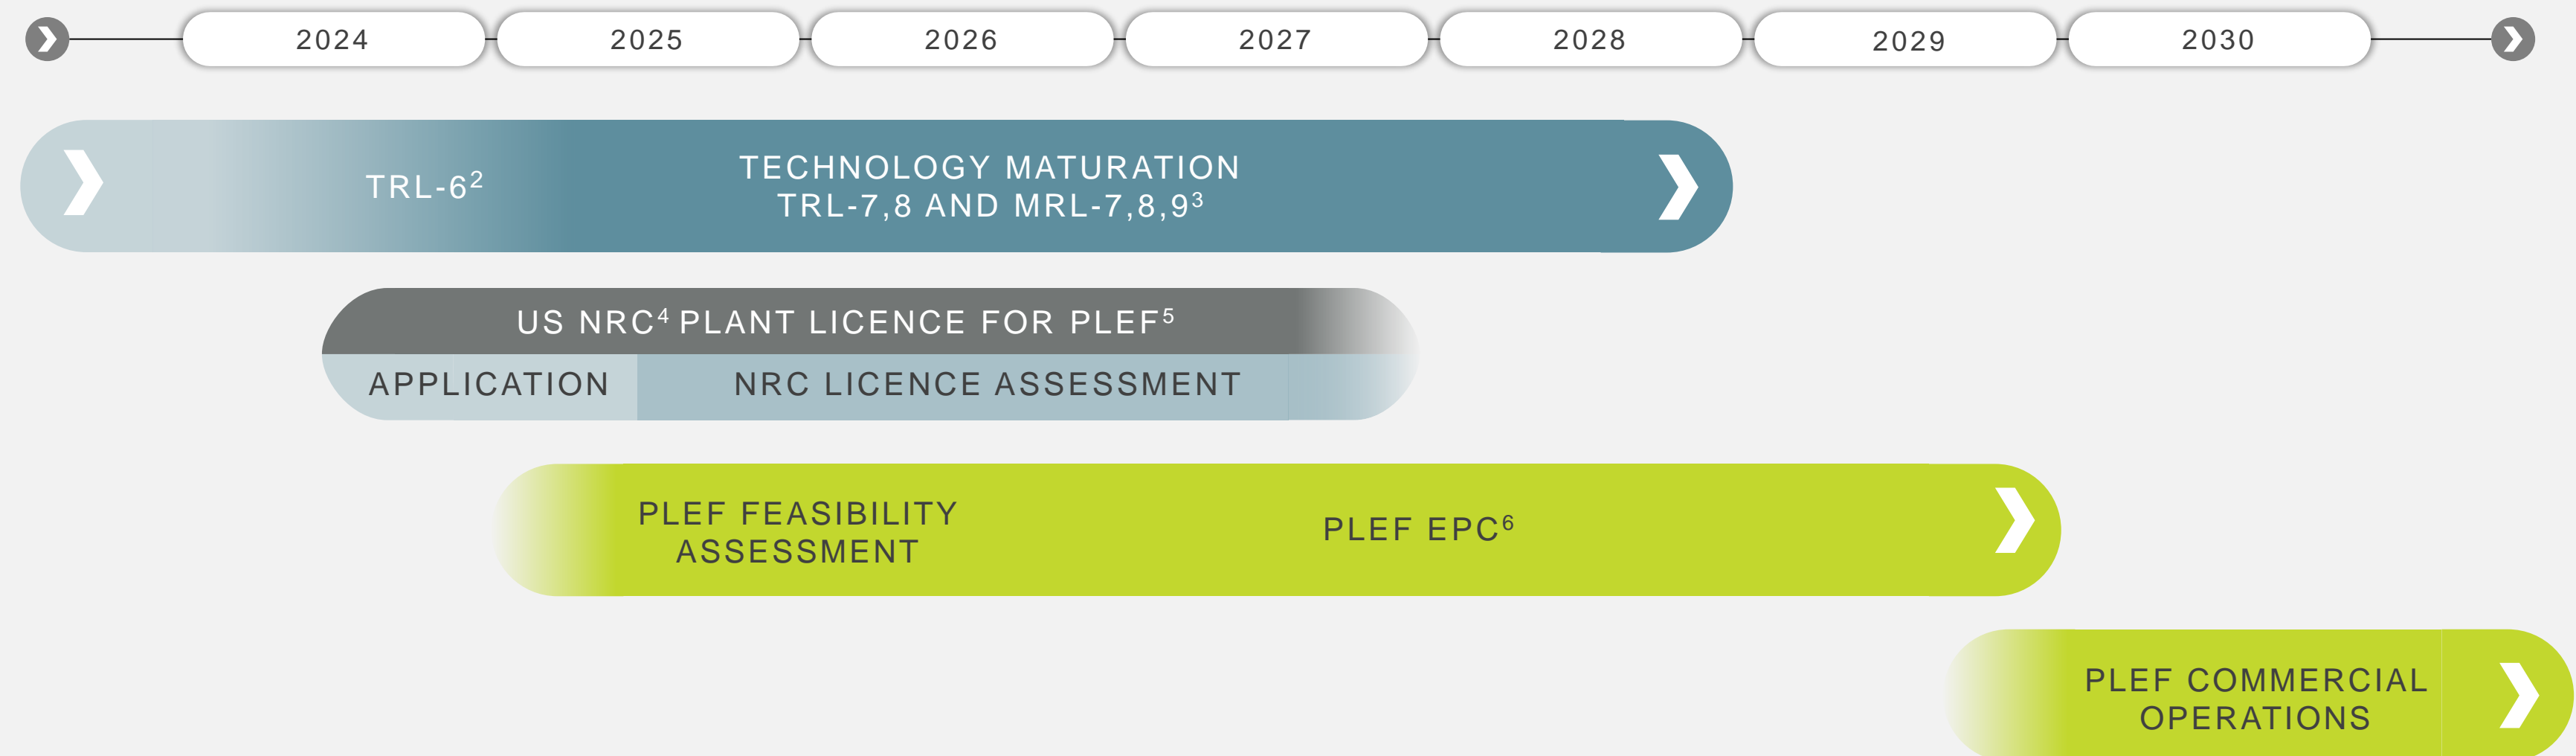 2024 2025 2026 2027 2028 2029 2030
TRL-6²
TECHNOLOGY MATURATION
TRL-7,8 AND MRL-7,8,9³
US NRC⁴ PLANT LICENCE FOR PLEF⁵
APPLICATION
NRC LICENCE ASSESSMENT
PLEF FEASIBILITY
ASSESSMENT
PLEF EPC⁶
PLEF COMMERCIAL
OPERATIONS